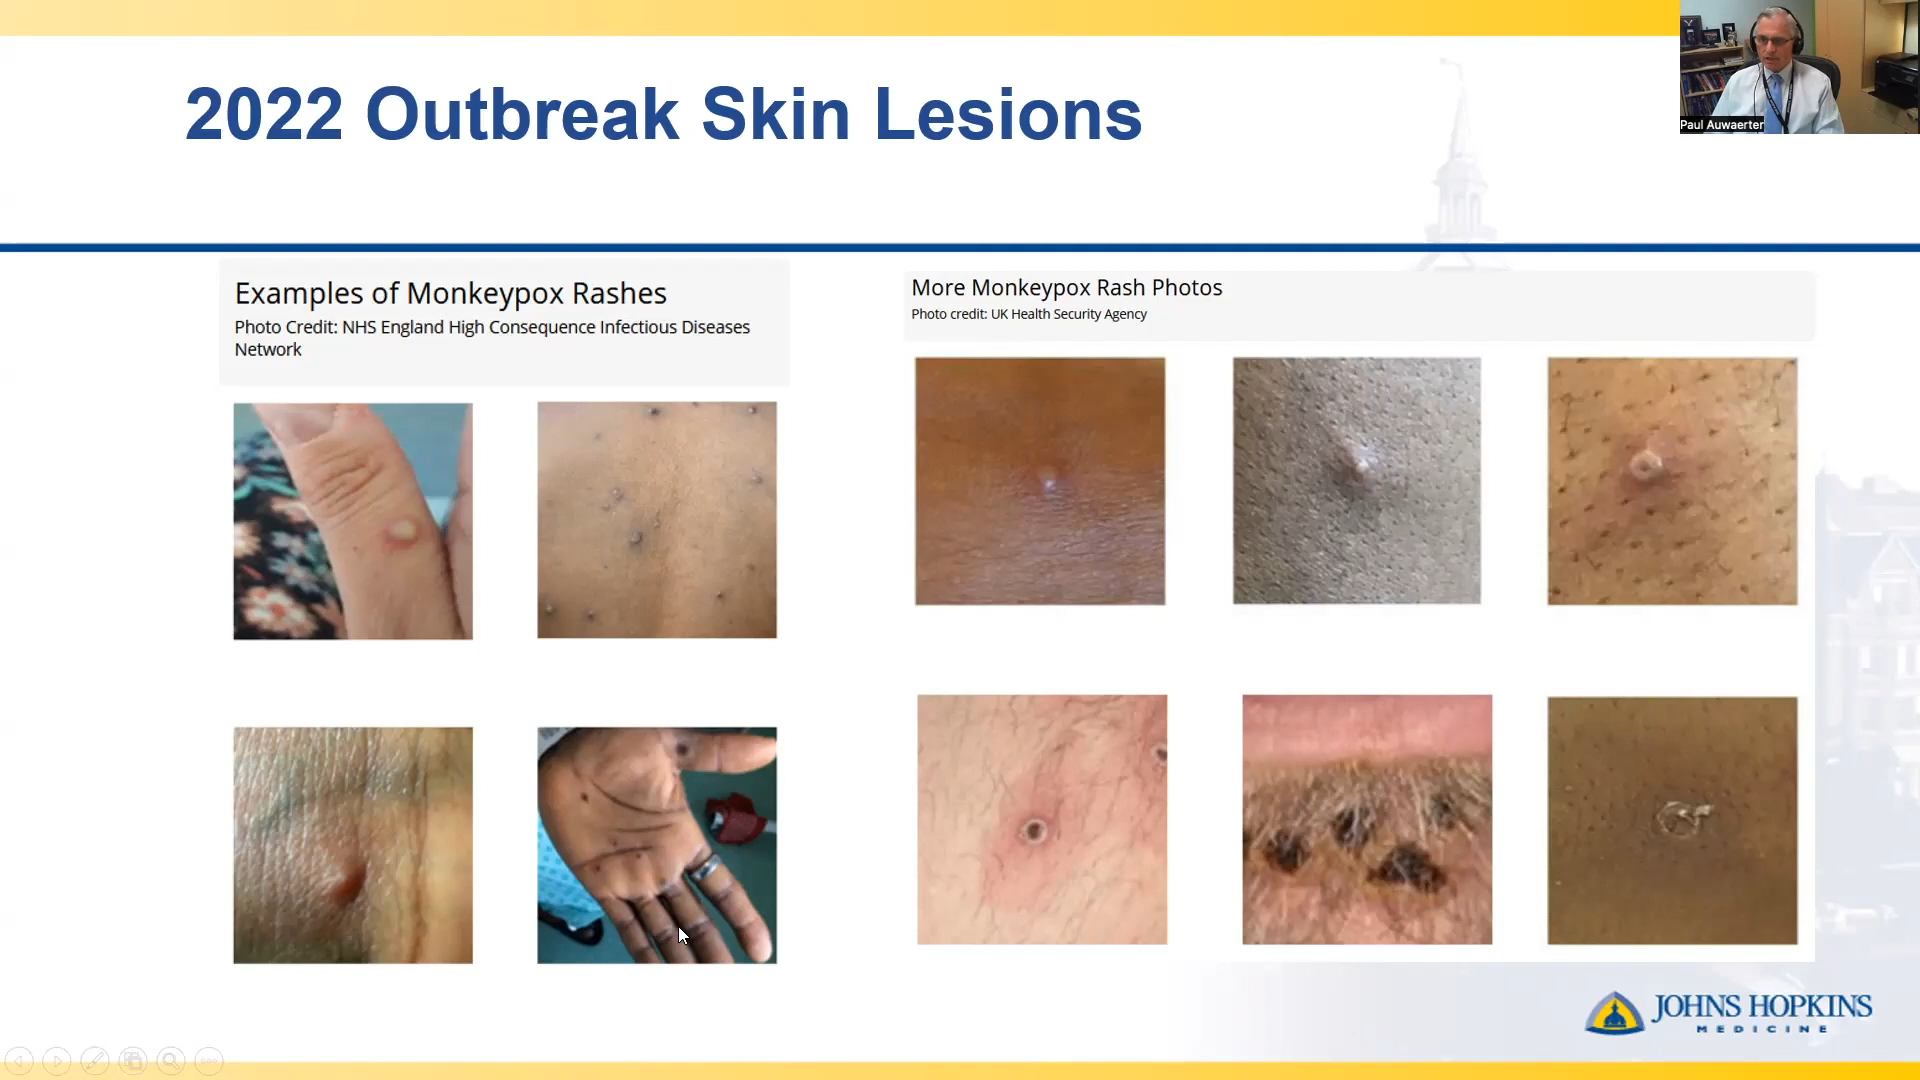 2022 Outbreak Skin Lesions
Paul Auwaerter
Examples of Monkeypox Rashes
Photo Credit: NHS England High Consequence Infectious Diseases
Network
More Monkeypox Rash Photos
Photo credit: UK Health Security Agency
JOHNS HOPKINS
MEDICINE